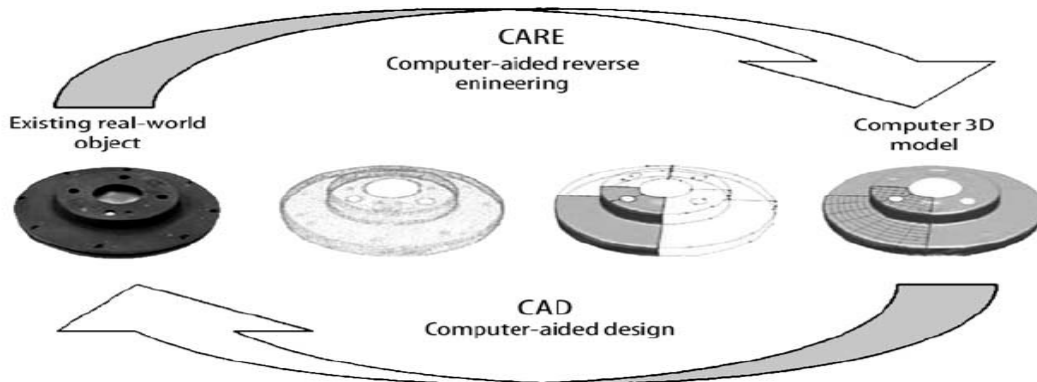 CARE
Computer-aided reverse
enineering
Existing real-world
object
Computer 3D
model
CAD
Computer-aided design